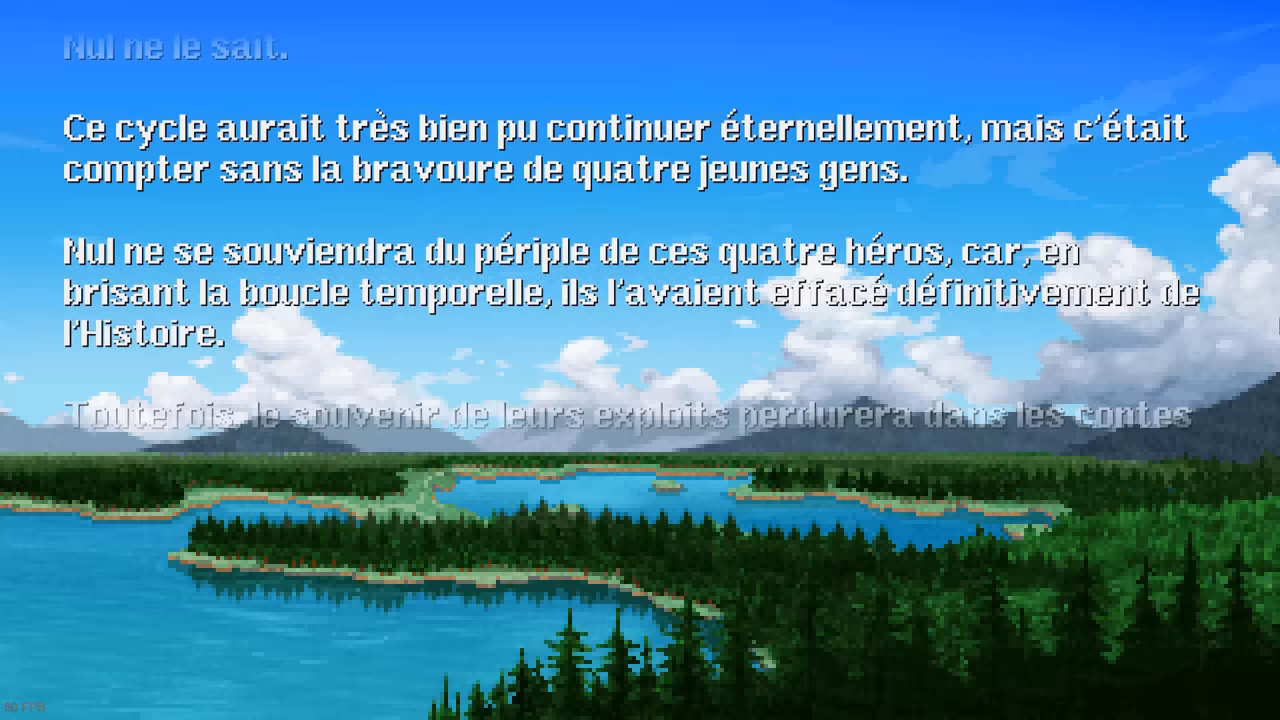 Nul ne le sait.
Ce cycle aurait très bien pu continuer éternellement, mais c'était
compter sans la bravoure de quatre jeunes gens.
Nul ne se souviendra du périple de ces quatre héros, car, en
brisant la boucle temporelle, ils l'avaient effacé définitivement de
l'Histoire.
Toutefois, le souvenir de leurs exploits perdurera dans les contes
60 FPS